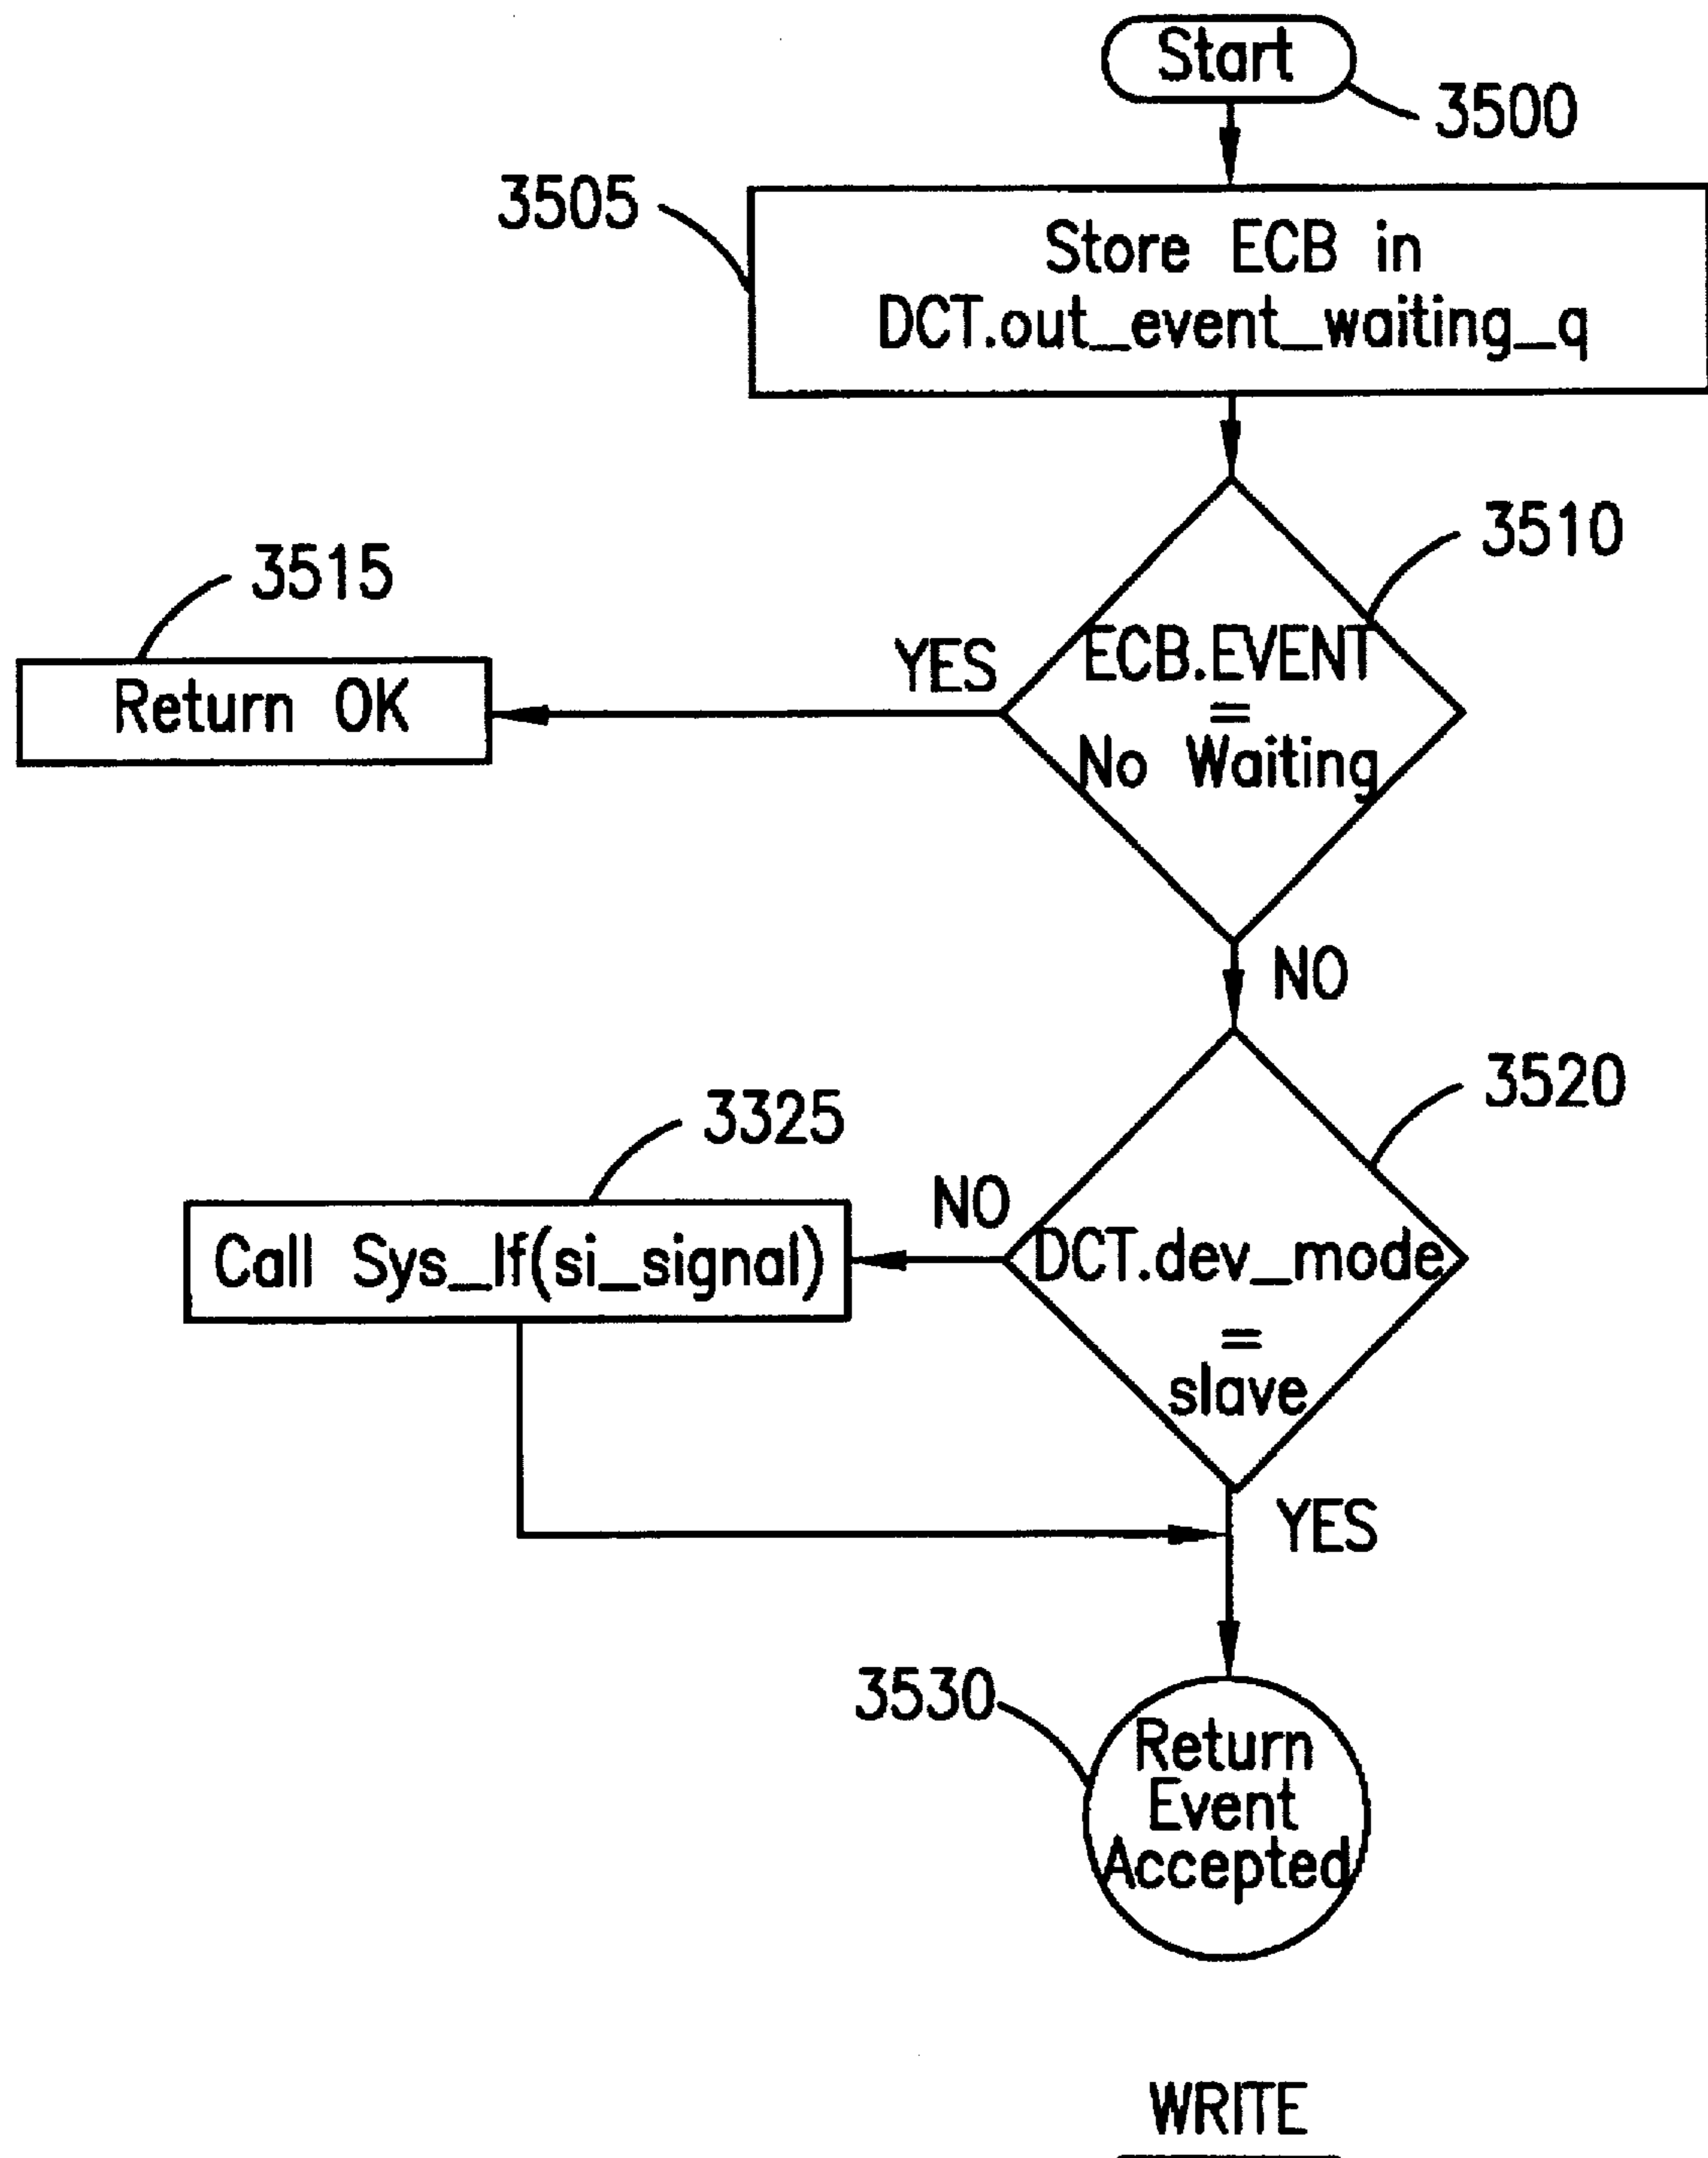 Start
3500
3505
Store ECB in
DCT.out_event_waiting_q
3510
3515
ECB.EVENT
=
No Waiting
YES
Return OK
NO
3520
3325
NO
DCT.dev_mode
=
slave
Call Sys_If(si_signal)
YES
3530
Return
Event
Accepted
WRITE